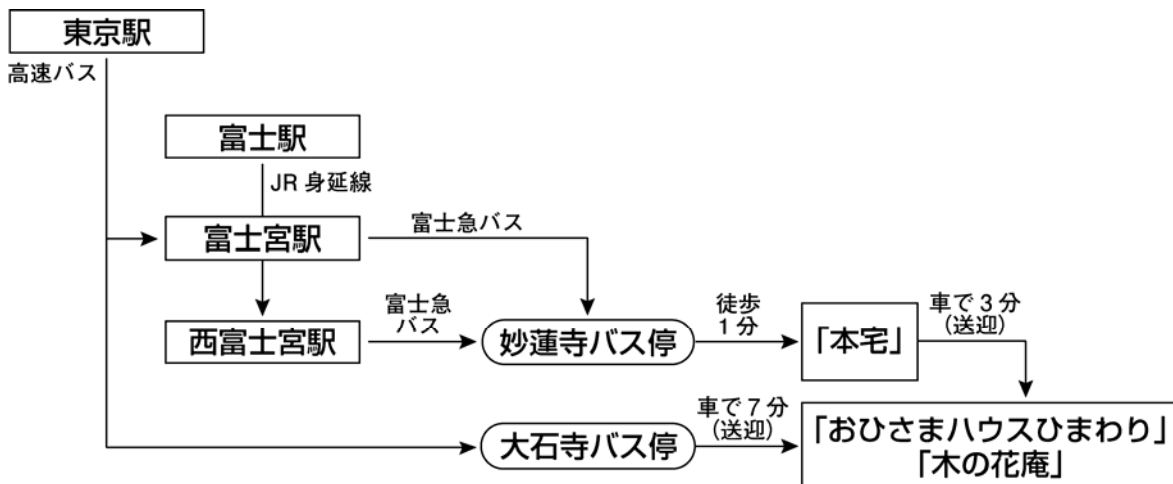 東京駅
高速バス
富士駅
JR 身延線
富士宮駅
富士急バス
西富士宮駅
富士急
バス
妙蓮寺バス停
徒歩
1分
「本宅」
車で3分
(送迎)
大石寺バス停
車で7分
(送迎)
「おひさまハウスひまわり」
「木の花庵」